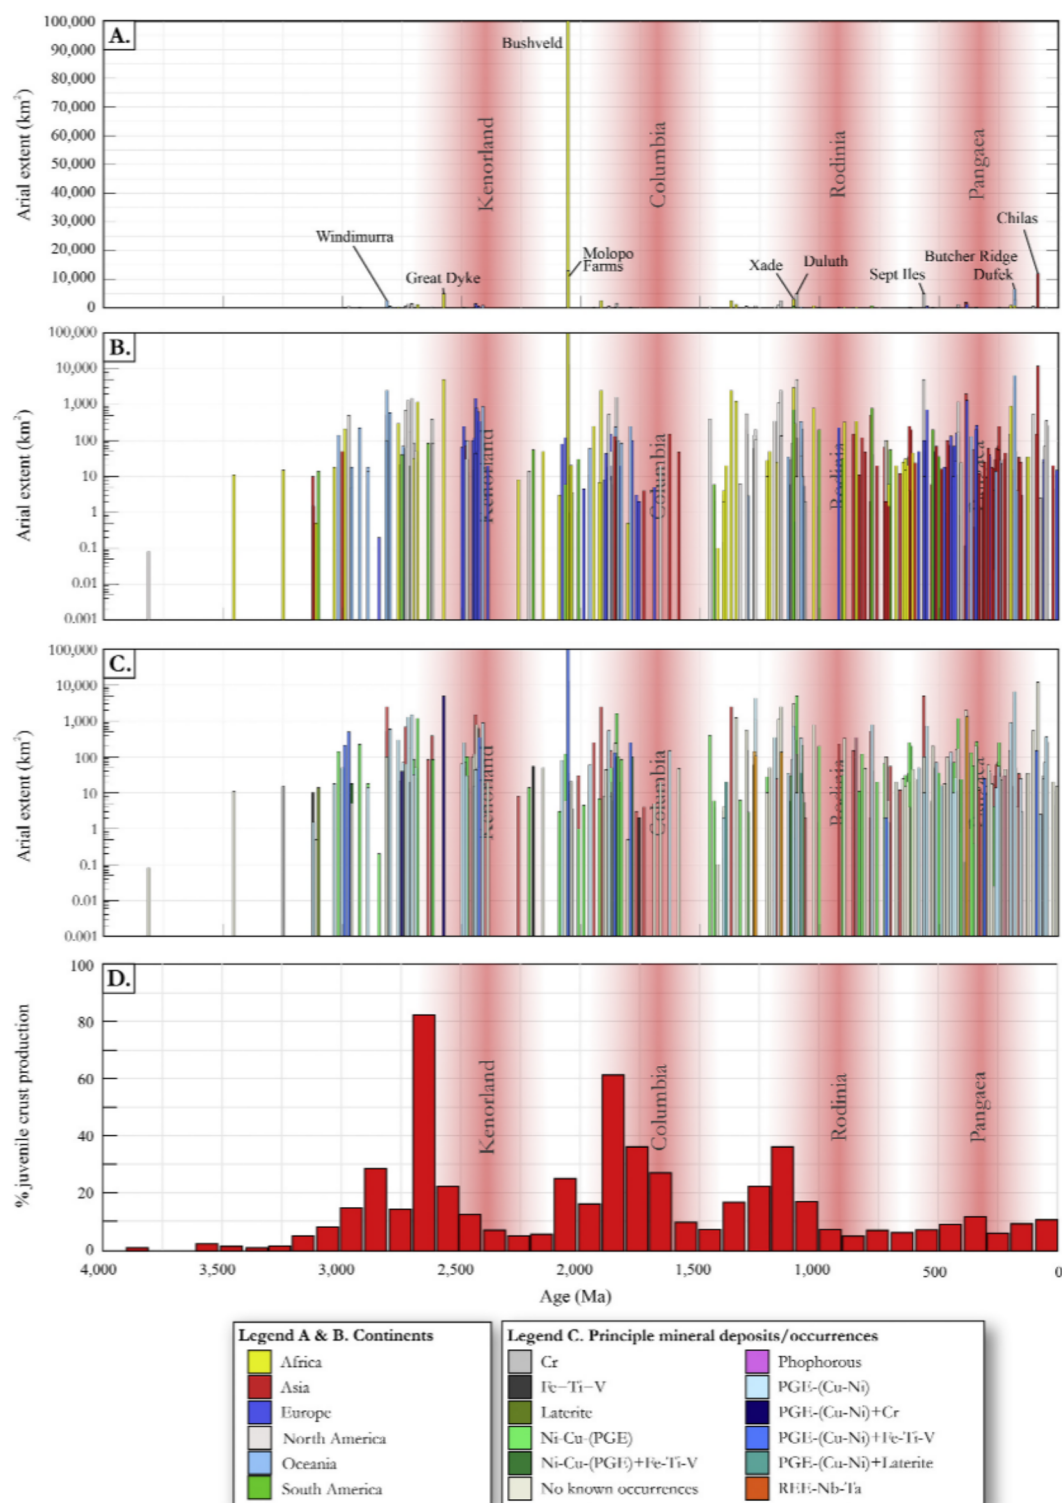 A.
100,000
90,000
80,000
70,000
60,000
50,000
40,000
30,000
20,000
10,000
0
Arial extent (km²)
Bushveld
Kenorland
Columbia
Rodinia
Pangaea
Windimurra
Great Dyke
Molopo
Farms
Xade
Duluth
Sept Iles
Butcher Ridge
Dufek
Chilas
B.
100,000
10,000
1,000
100
10
1
0.1
0.01
0.001
Arial extent (km²)
Kenorland
Columbia
Rodinia
Pangaea
C.
100,000
10,000
1,000
100
10
1
0.1
0.01
0.001
Arial extent (km²)
Kenorland
Columbia
Rodinia
Pangaea
D.
100
80
60
40
20
0
% juvenile crust production
Kenorland
Columbia
Rodinia
Pangaea
4,000 3,500 3,000 2,500 2,000 1,500 1,000 500 0
Age (Ma)
Legend A & B. Continents
Africa
Asia
Europe
North America
Oceania
South America
Legend C. Principle mineral deposits/occurrences
Cr
Fe-Ti-V
Laterite
Ni-Cu-(PGE)
Ni-Cu-(PGE)+Fe-Ti-V
No known occurrences
Phophorous
PGE-(Cu-Ni)
PGE-(Cu-Ni)+Cr
PGE-(Cu-Ni)+Fe-Ti-V
PGE-(Cu-Ni)+Laterite
REE-Nb-Ta